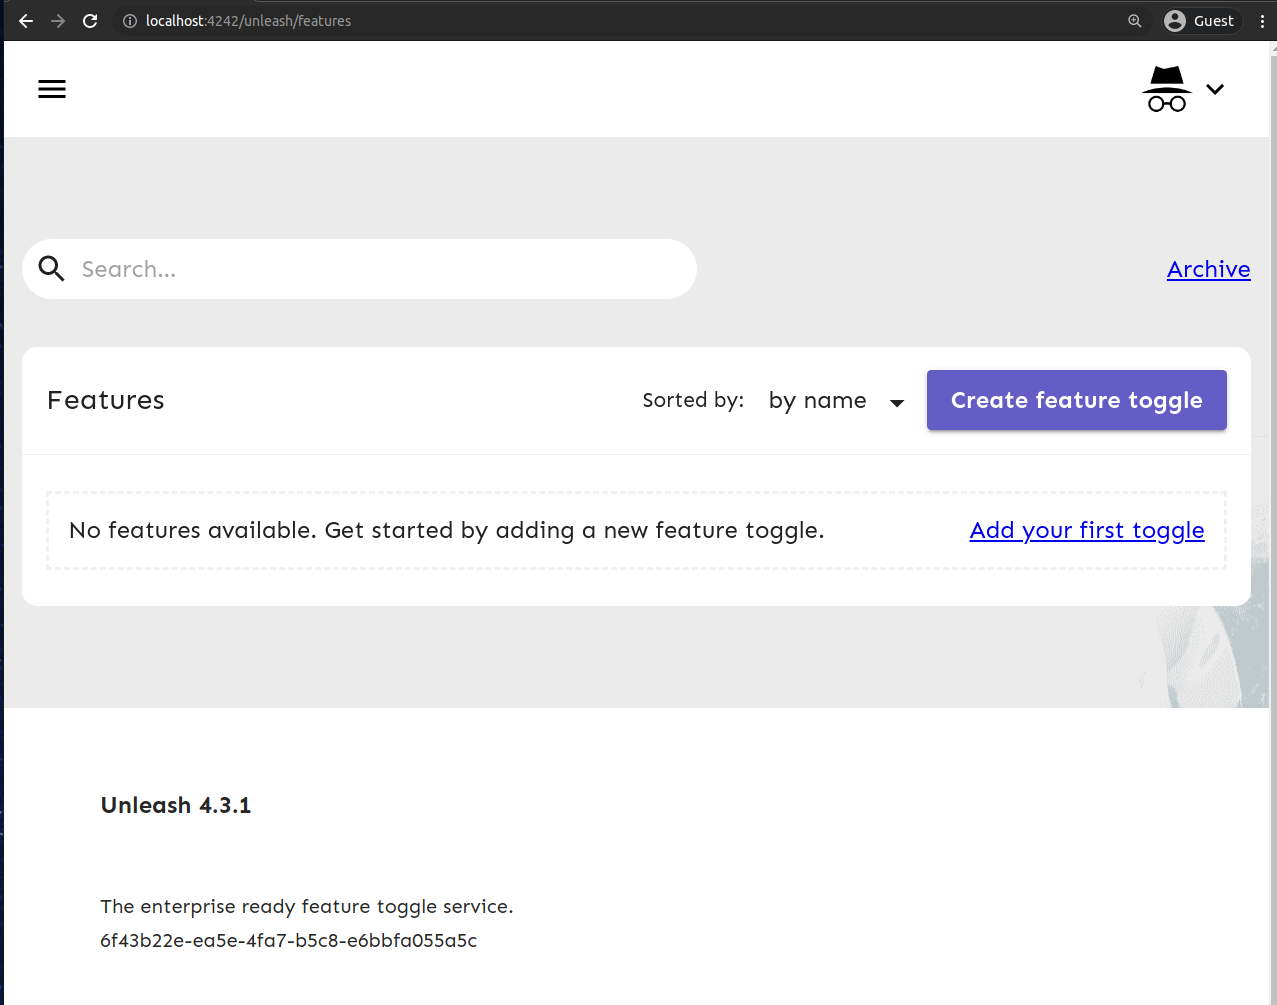 localhost:4242/unleash/features
Guest
Search...
Archive
Features
Sorted by: by name
Create feature toggle
No features available. Get started by adding a new feature toggle.
Add your first toggle
Unleash 4.3.1
The enterprise ready feature toggle service.
6f43b22e-ea5e-4fa7-b5c8-e6bbfa055a5c